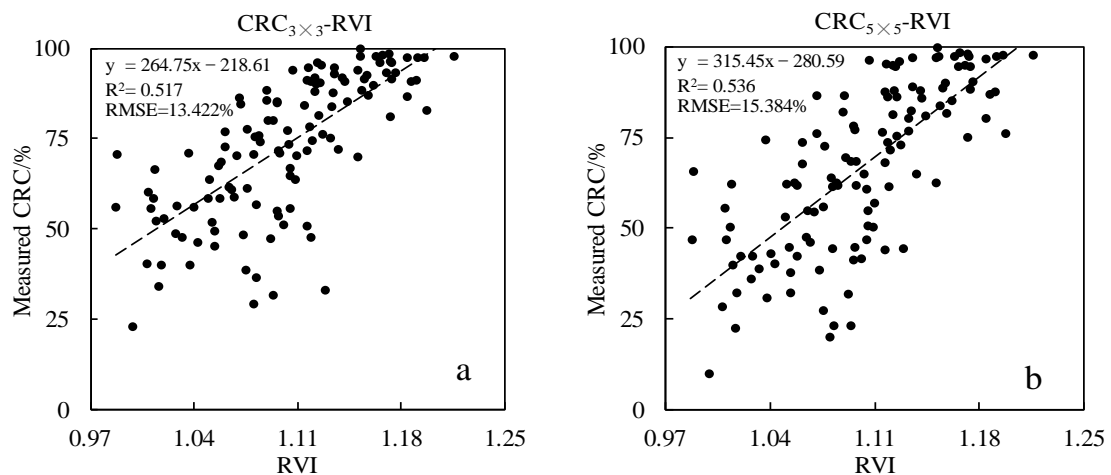 CRC3×3-RVI
y = 264.75x − 218.61
R²= 0.517
RMSE=13.422%
100
75
50
25
0
Measured CRC/%
0.97 1.04 1.11 1.18 1.25
RVI
a
CRC5×5-RVI
y = 315.45x − 280.59
R²= 0.536
RMSE=15.384%
100
75
50
25
0
Measured CRC/%
0.97 1.04 1.11 1.18 1.25
RVI
b